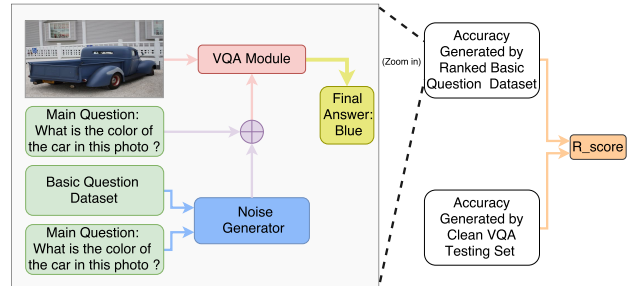 VQA Module
Final
Answer:
Blue
Main Question:
What is the color of
the car in this photo ?
Basic Question
Dataset
Noise
Generator
Main Question:
What is the color of
the car in this photo ?
(Zoom in)
Accuracy
Generated by
Ranked Basic
Question Dataset
R_score
Accuracy
Generated by
Clean VQA
Testing Set